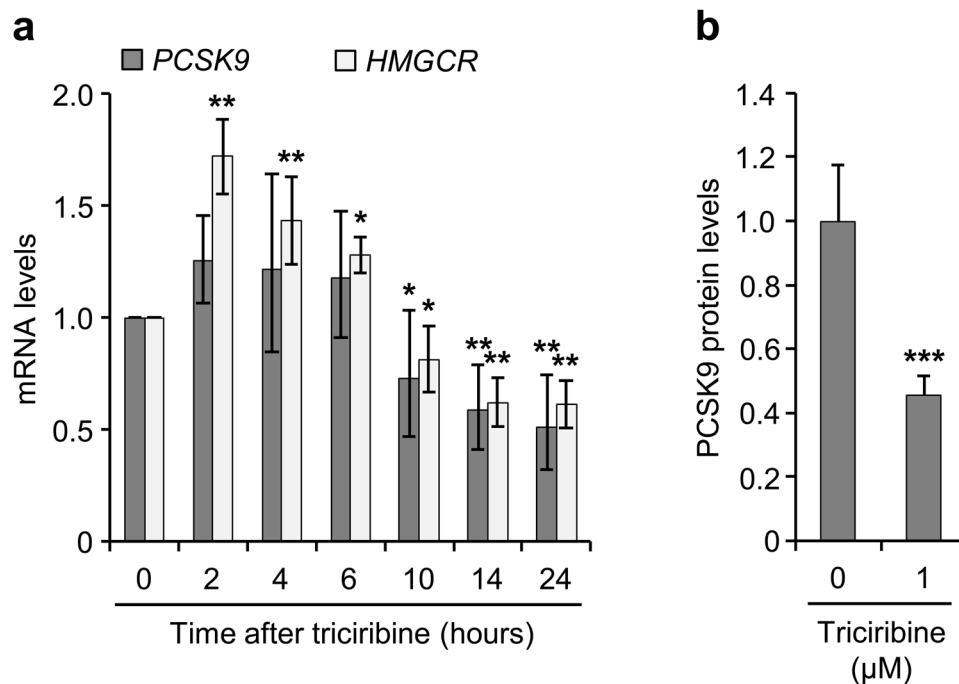 a
PCSK9 HMGCR
mRNA levels
2.0
1.5
1.0
0.5
0
** ** * * * ** ** ** **
0 2 4 6 10 14 24
Time after triciribine (hours)
b
PCSK9 protein levels
1.4
1.2
1.0
0.8
0.6
0.4
0.2
0
***
0 1
Triciribine
(µM)